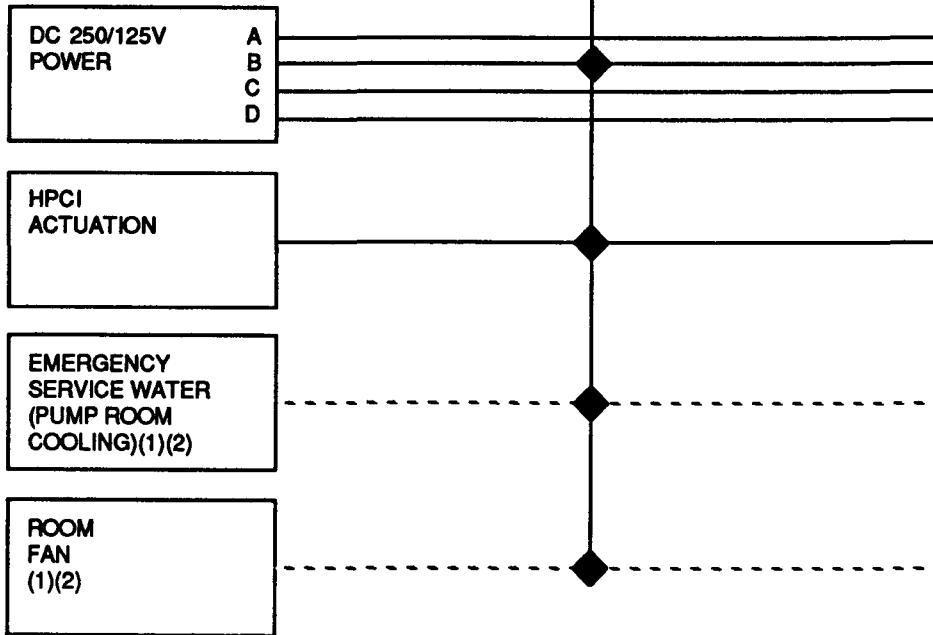 DC 250/125V A
POWER B
C
D
HPCI
ACTUATION
EMERGENCY
SERVICE WATER
(PUMP ROOM
COOLING)(1)(2)
ROOM
FAN
(1)(2)